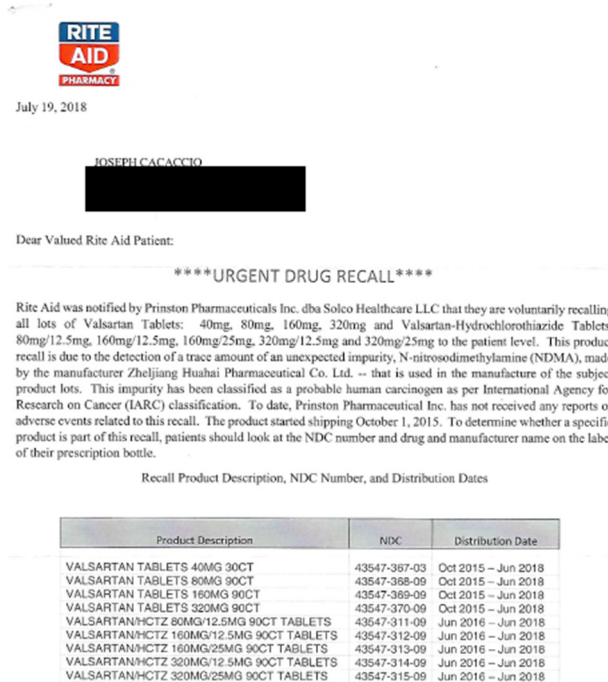 RITE
AID
PHARMACY
July 19, 2018
JOSEPH CACACCIO
Dear Valued Rite Aid Patient:
****URGENT DRUG RECALL****
Rite Aid was notified by Prinston Pharmaceuticals Inc. dba Solco Healthcare LLC that they are voluntarily recalling
all lots of Valsartan Tablets: 40mg, 80mg, 160mg, 320mg and Valsartan-Hydrochlorothiazide Tablets
80mg/12.5mg, 160mg/12.5mg, 160mg/25mg, 320mg/12.5mg and 320mg/25mg to the patient level. This produc
recall is due to the detection of a trace amount of an unexpected impurity, N-nitrosodimethylamine (NDMA), made
by the manufacturer Zheljiang Huahai Pharmaceutical Co. Ltd. -- that is used in the manufacture of the subjec
product lots. This impurity has been classified as a probable human carcinogen as per International Agency fo
Research on Cancer (IARC) classification. To date, Prinston Pharmaceutical Inc. has not received any reports o
adverse events related to this recall. The product started shipping October 1, 2015. To determine whether a specifi
product is part of this recall, patients should look at the NDC number and drug and manufacturer name on the labe
of their prescription bottle.
Recall Product Description, NDC Number, and Distribution Dates
Product Description NDC Distribution Date
VALSARTAN TABLETS 40MG 30CT 43547-367-03 Oct 2015 – Jun 2018
VALSARTAN TABLETS 80MG 90CT 43547-368-09 Oct 2015 – Jun 2018
VALSARTAN TABLETS 160MG 90CT 43547-369-09 Oct 2015 – Jun 2018
VALSARTAN TABLETS 320MG 90CT 43547-370-09 Oct 2015 – Jun 2018
VALSARTAN/HCTZ 80MG/12.5MG 90CT TABLETS 43547-311-09 Jun 2016 – Jun 2018
VALSARTAN/HCTZ 160MG/12.5MG 90CT TABLETS 43547-312-09 Jun 2016 – Jun 2018
VALSARTAN/HCTZ 160MG/25MG 90CT TABLETS 43547-313-09 Jun 2016 – Jun 2018
VALSARTAN/HCTZ 320MG/12.5MG 90CT TABLETS 43547-314-09 Jun 2016 – Jun 2018
VALSARTAN/HCTZ 320MG/25MG 90CT TABLETS 43547-315-09 Jun 2016 – Jun 2018